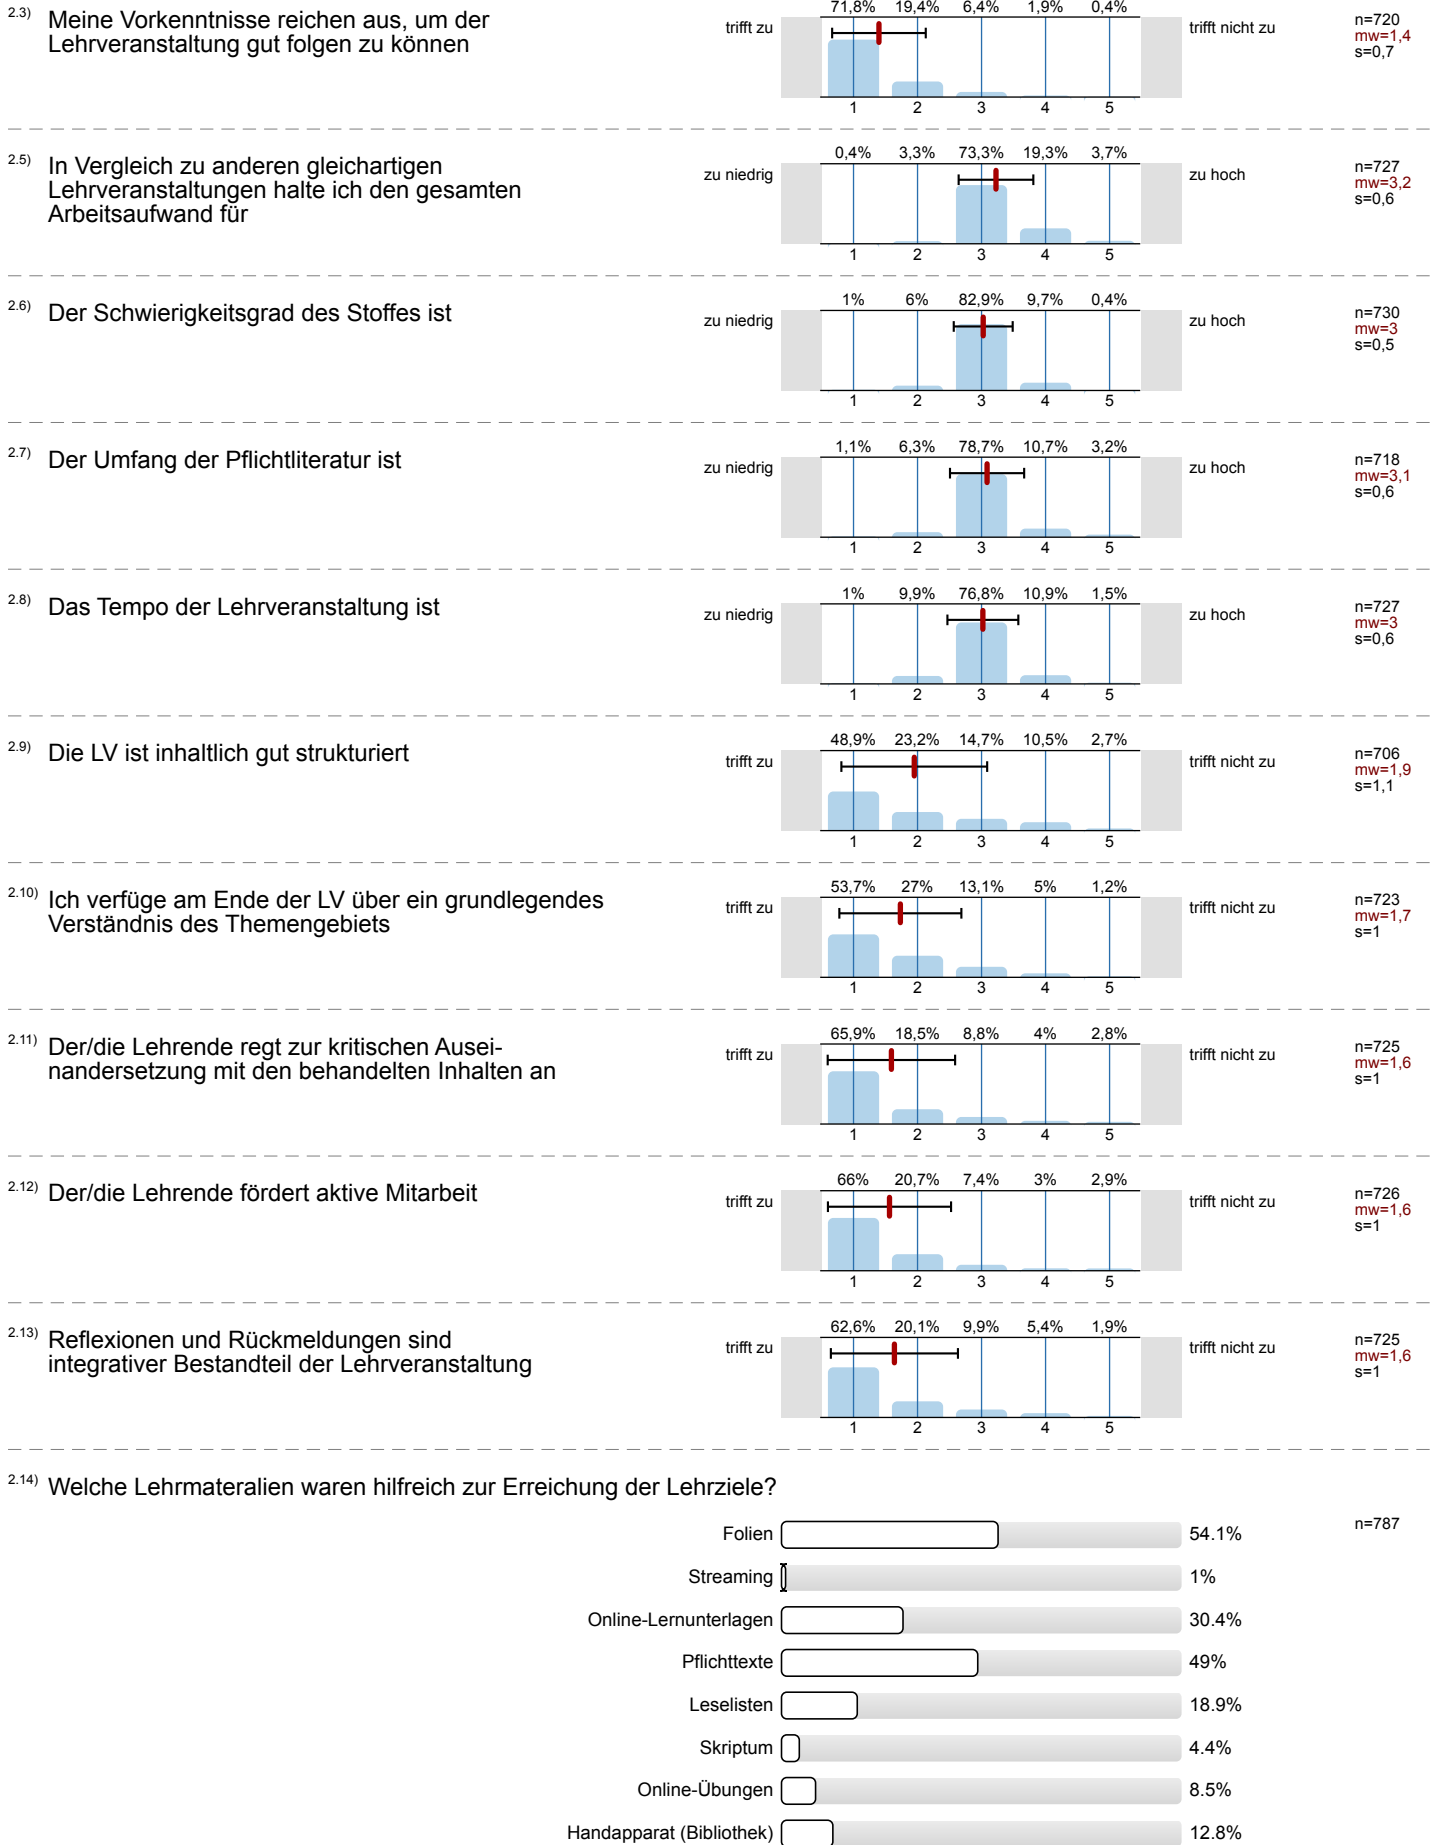 2.3) Meine Vorkenntnisse reichen aus, um der
Lehrveranstaltung gut folgen zu können
trifft zu
71,8% 19,4% 6,4% 1,9% 0,4%
1 2 3 4 5
trifft nicht zu
n=720
mw=1,4
s=0,7
2.5) In Vergleich zu anderen gleichartigen
Lehrveranstaltungen halte ich den gesamten
Arbeitsaufwand für
zu niedrig
0,4% 3,3% 73,3% 19,3% 3,7%
1 2 3 4 5
zu hoch
n=727
mw=3,2
s=0,6
2.6) Der Schwierigkeitsgrad des Stoffes ist
zu niedrig
1% 6% 82,9% 9,7% 0,4%
1 2 3 4 5
zu hoch
n=730
mw=3
s=0,5
2.7) Der Umfang der Pflichtliteratur ist
zu niedrig
1,1% 6,3% 78,7% 10,7% 3,2%
1 2 3 4 5
zu hoch
n=718
mw=3,1
s=0,6
2.8) Das Tempo der Lehrveranstaltung ist
zu niedrig
1% 9,9% 76,8% 10,9% 1,5%
1 2 3 4 5
zu hoch
n=727
mw=3
s=0,6
2.9) Die LV ist inhaltlich gut strukturiert
trifft zu
48,9% 23,2% 14,7% 10,5% 2,7%
1 2 3 4 5
trifft nicht zu
n=706
mw=1,9
s=1,1
2.10) Ich verfüge am Ende der LV über ein grundlegendes
Verständnis des Themengebiets
trifft zu
53,7% 27% 13,1% 5% 1,2%
1 2 3 4 5
trifft nicht zu
n=723
mw=1,7
s=1
2.11) Der/die Lehrende regt zur kritischen Ausei-
nandersetzung mit den behandelten Inhalten an
trifft zu
65,9% 18,5% 8,8% 4% 2,8%
1 2 3 4 5
trifft nicht zu
n=725
mw=1,6
s=1
2.12) Der/die Lehrende fördert aktive Mitarbeit
trifft zu
66% 20,7% 7,4% 3% 2,9%
1 2 3 4 5
trifft nicht zu
n=726
mw=1,6
s=1
2.13) Reflexionen und Rückmeldungen sind
integrativer Bestandteil der Lehrveranstaltung
trifft zu
62,6% 20,1% 9,9% 5,4% 1,9%
1 2 3 4 5
trifft nicht zu
n=725
mw=1,6
s=1
2.14) Welche Lehrmateralien waren hilfreich zur Erreichung der Lehrziele?
n=787
Folien 54.1%
Streaming 1%
Online-Lernunterlagen 30.4%
Pflichttexte 49%
Leselisten 18.9%
Skriptum 4.4%
Online-Übungen 8.5%
Handapparat (Bibliothek) 12.8%